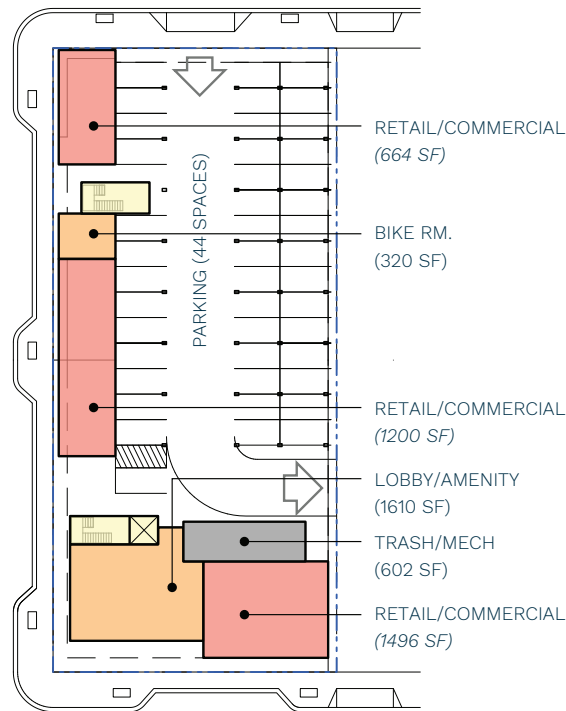 RETAIL/COMMERCIAL
(664 SF)
PARKING (44 SPACES)
BIKE RM.
(320 SF)
RETAIL/COMMERCIAL
(1200 SF)
LOBBY/AMENITY
(1610 SF)
TRASH/MECH
(602 SF)
RETAIL/COMMERCIAL
(1496 SF)